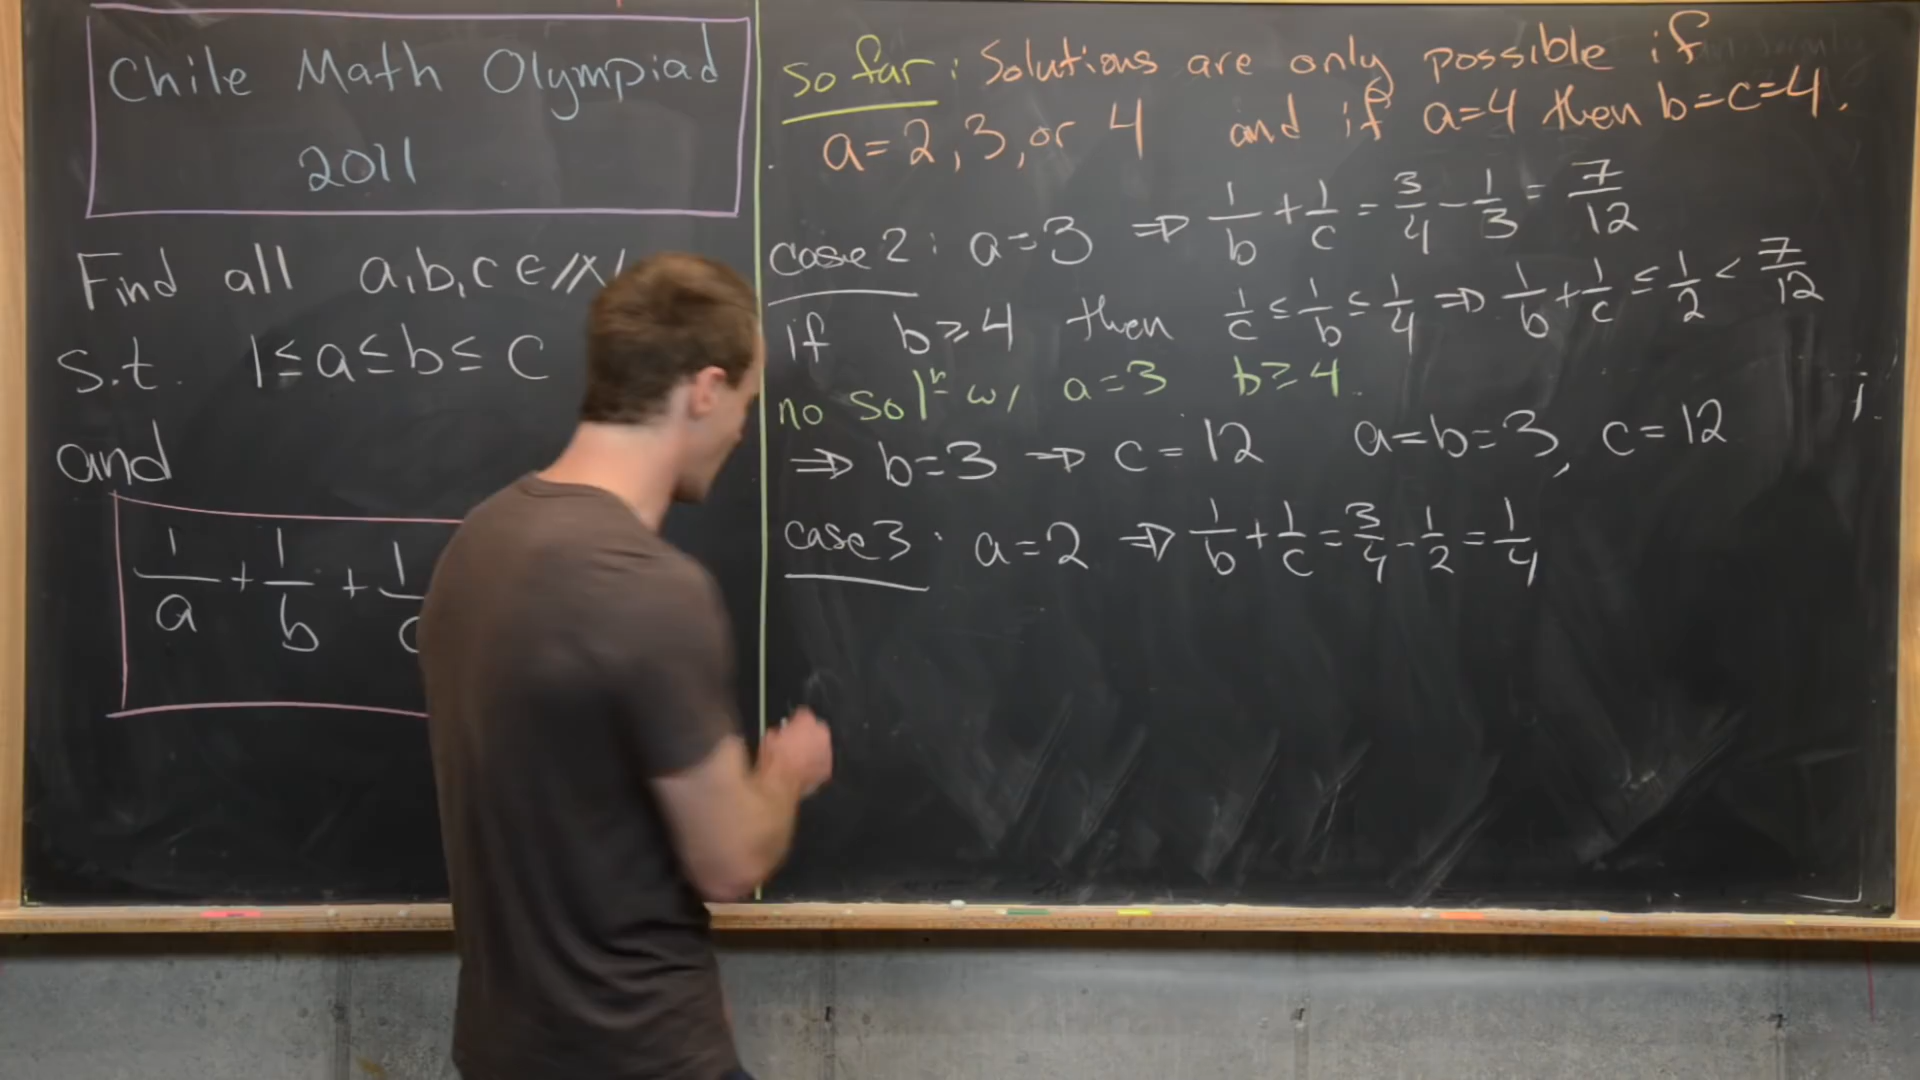 Chile Math Olympiad
2011
Find all a,b,c ∈ ℕ
s.t. 1≤a≤b≤c
and
1/a + 1/b + 1/c
so far: Solutions are only possible if
a=2,3,or 4 and if a=4 then b=c=4.
case 2: a=3 ⇒ 1/b + 1/c = 3/4 - 1/3 = 7/12
if b≥4 then 1/c ≤ 1/b ≤ 1/4 ⇒ 1/b + 1/c ≤ 1/2 < 7/12
no solⁿ w/ a=3 b≥4.
⇒ b=3 ⇒ c=12 a=b=3, c=12
case 3: a=2 ⇒ 1/b + 1/c = 3/4 - 1/2 = 1/4